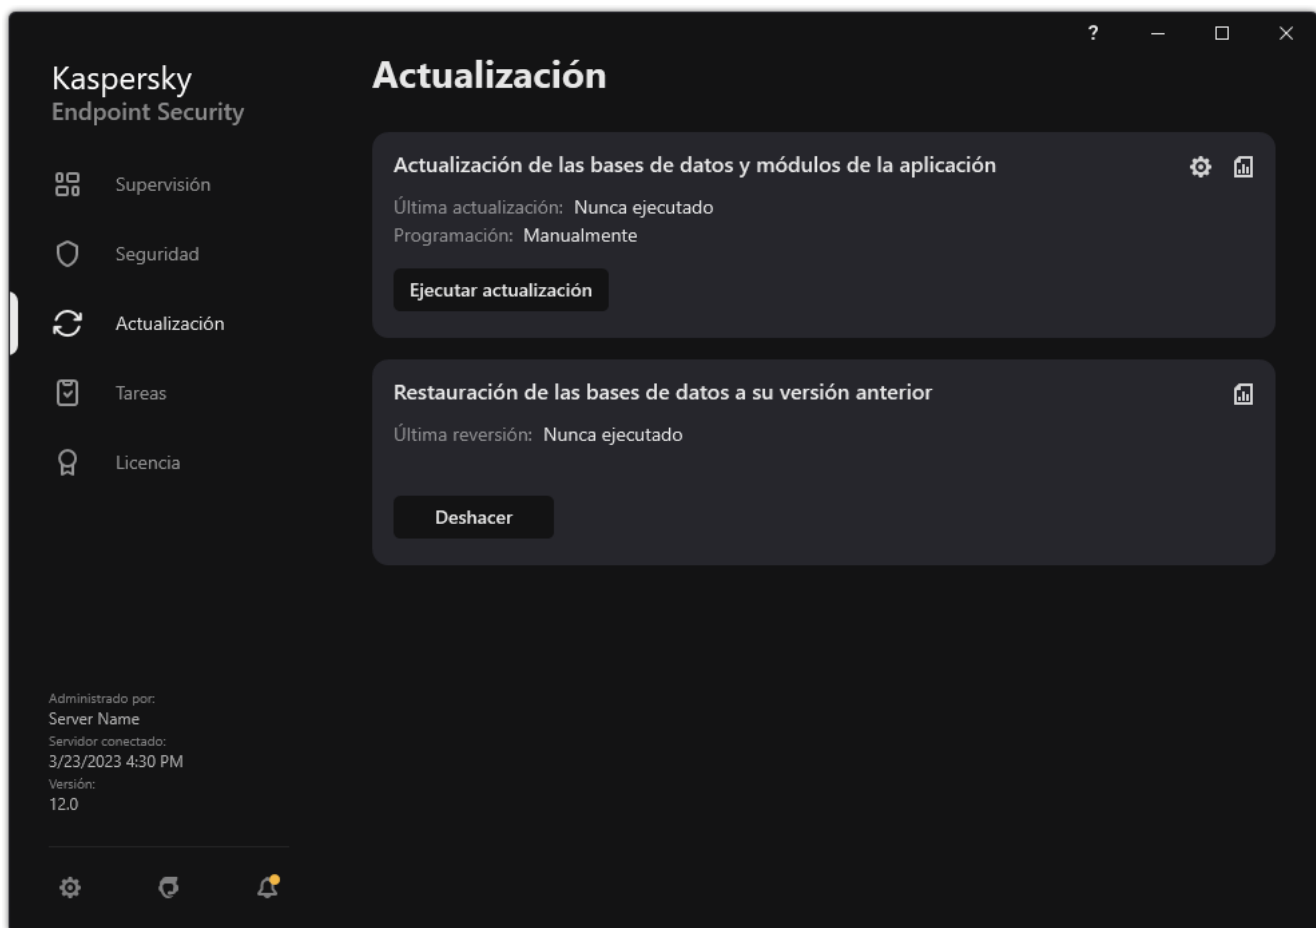 ?
Kaspersky
Endpoint Security
Supervisión
Seguridad
Actualización
Tareas
Licencia
Administrado por:
Server Name
Servidor conectado:
3/23/2023 4:30 PM
Versión:
12.0
Actualización
Actualización de las bases de datos y módulos de la aplicación
Última actualización: Nunca ejecutado
Programación: Manualmente
Ejecutar actualización
Restauración de las bases de datos a su versión anterior
Última reversión: Nunca ejecutado
Deshacer